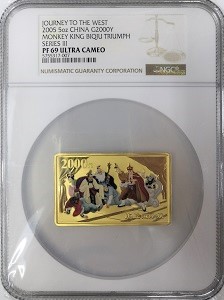 JOURNEY TO THE WEST
2005 5oz CHINA G2000Y
MONKEY KING BIQIU TRIUMPH
SERIES III
PF 69 ULTRA CAMEO
NGC
NUMISMATIC GUARANTY CORPORATION
2000